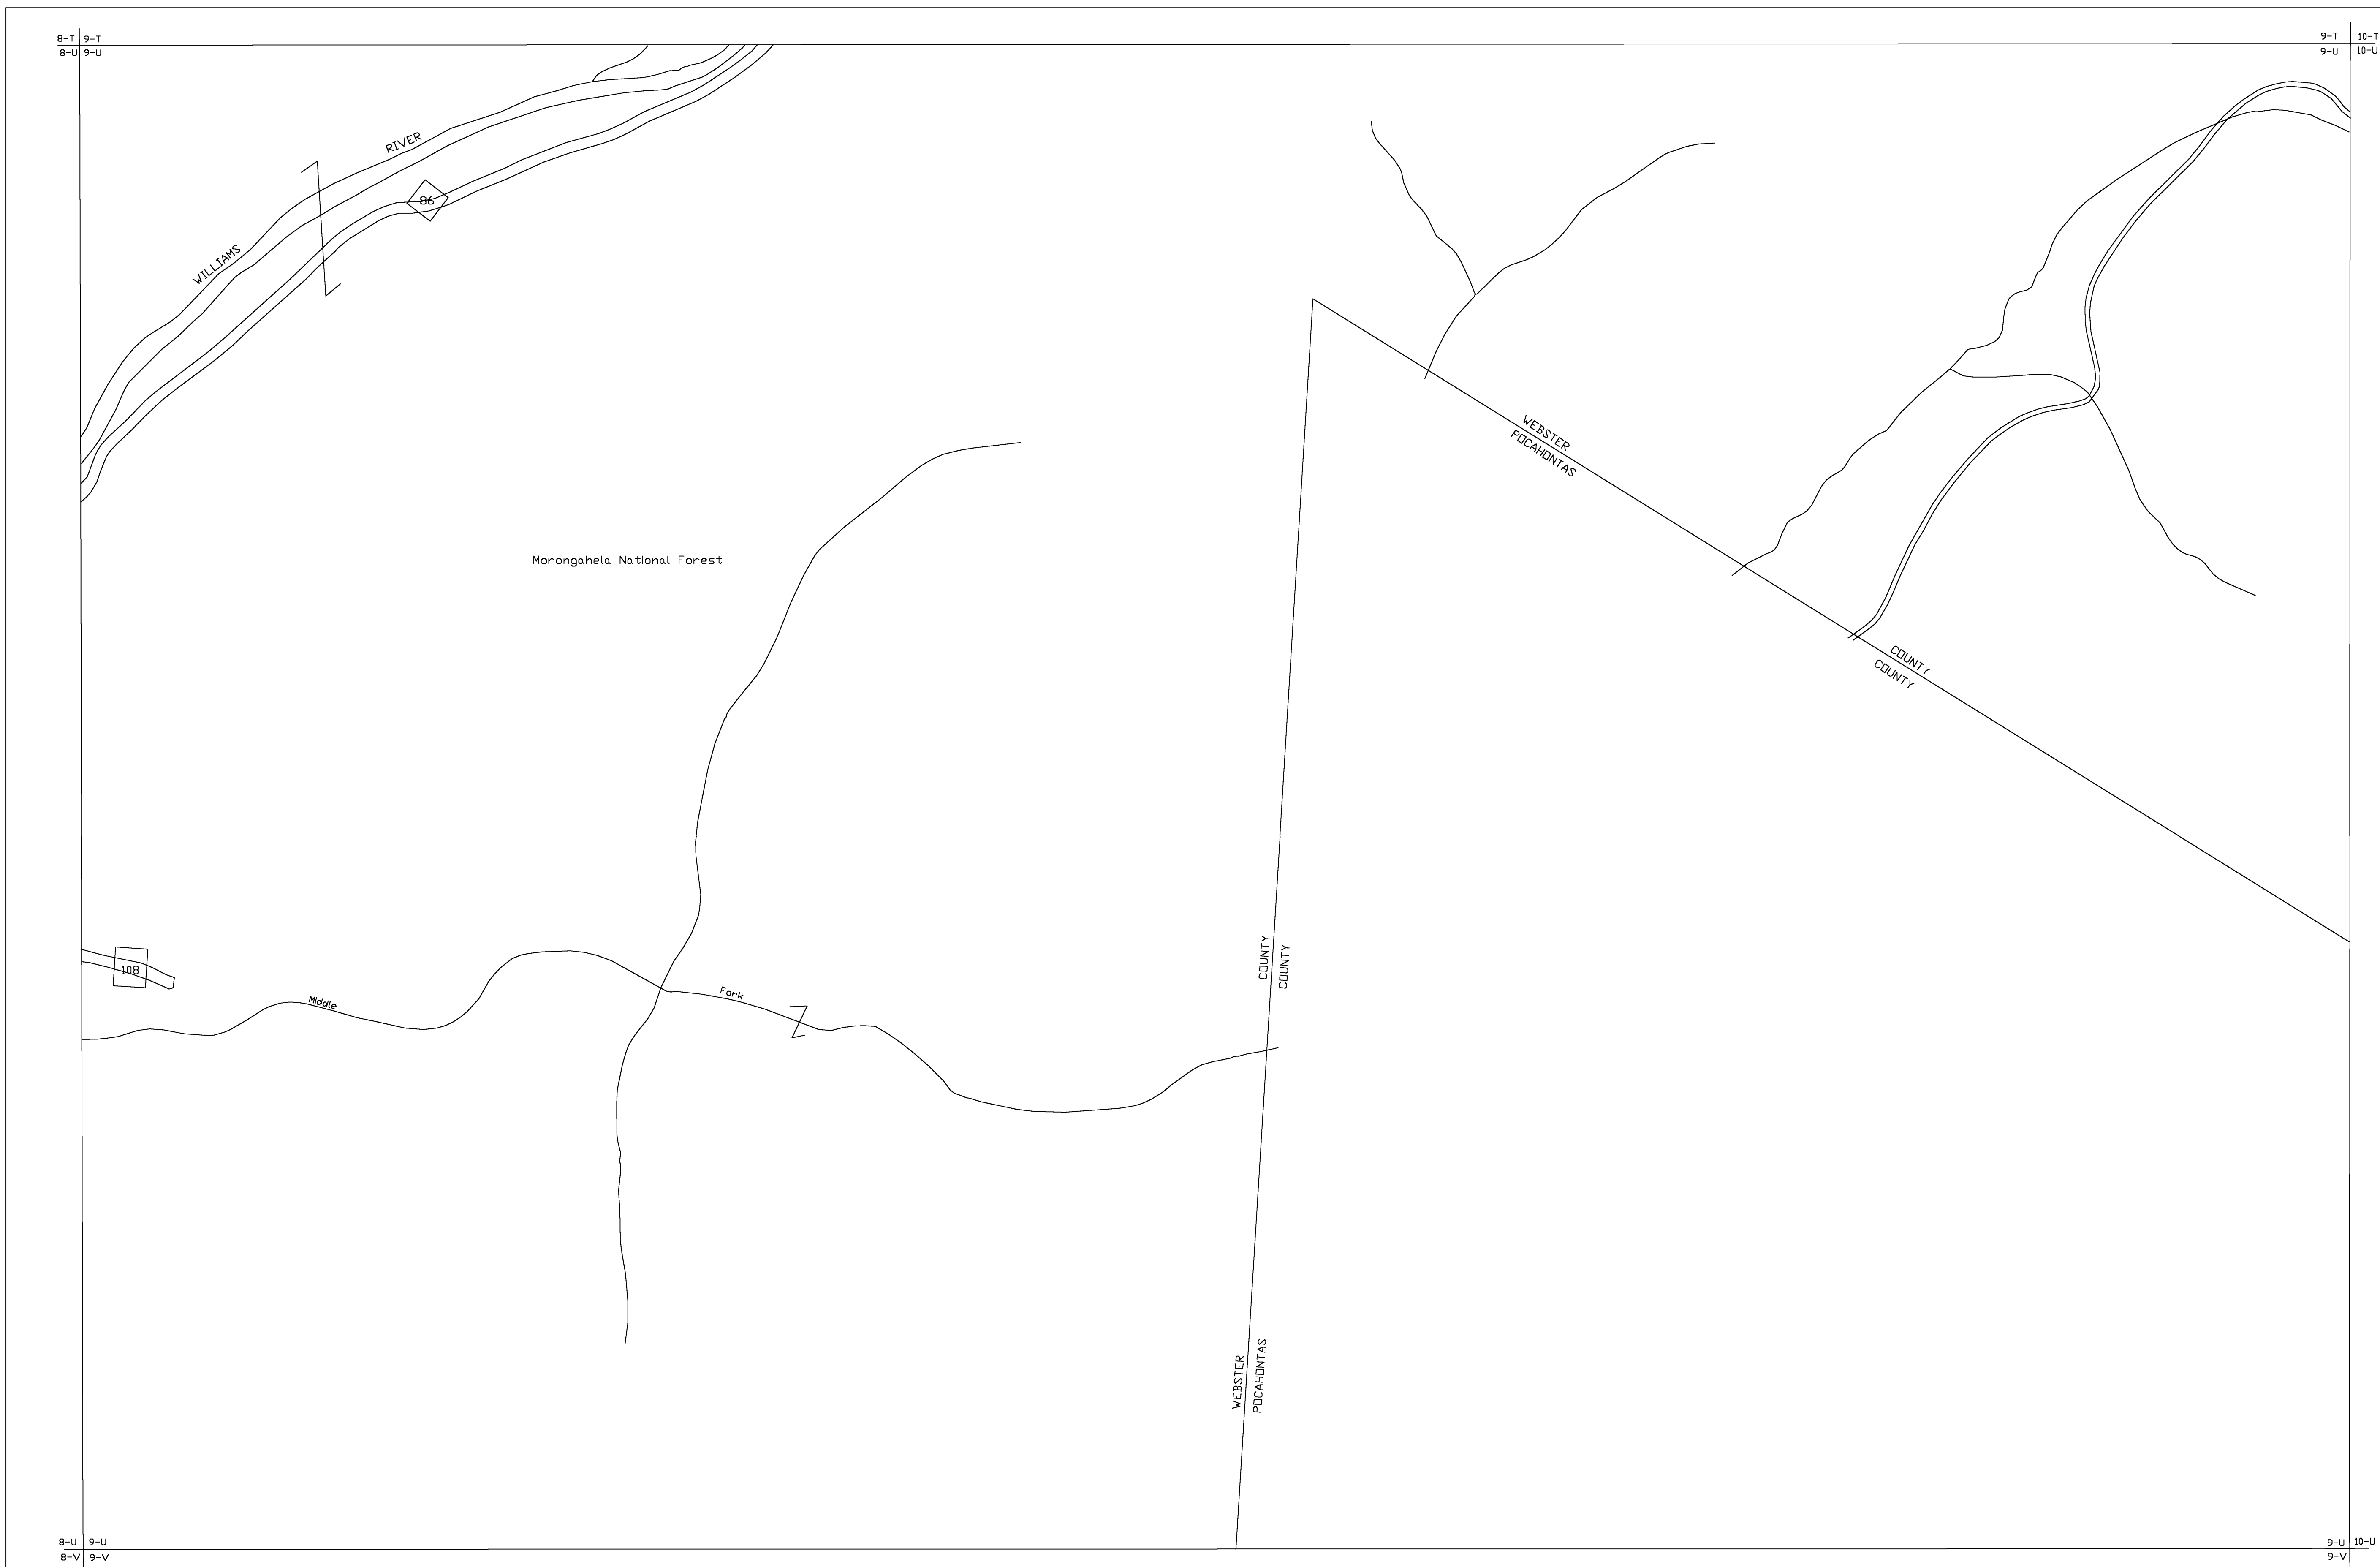 8-T 9-T
8-U 9-U
9-T 10-T
9-U 10-U
RIVER
WILLIAMS
86
WEBSTER
POCAHONTAS
Monongahela National Forest
COUNTY
COUNTY
COUNTY
COUNTY
108
Middle
Fork
WEBSTER
POCAHONTAS
8-U 9-U
8-V 9-V
9-U 10-U
9-V